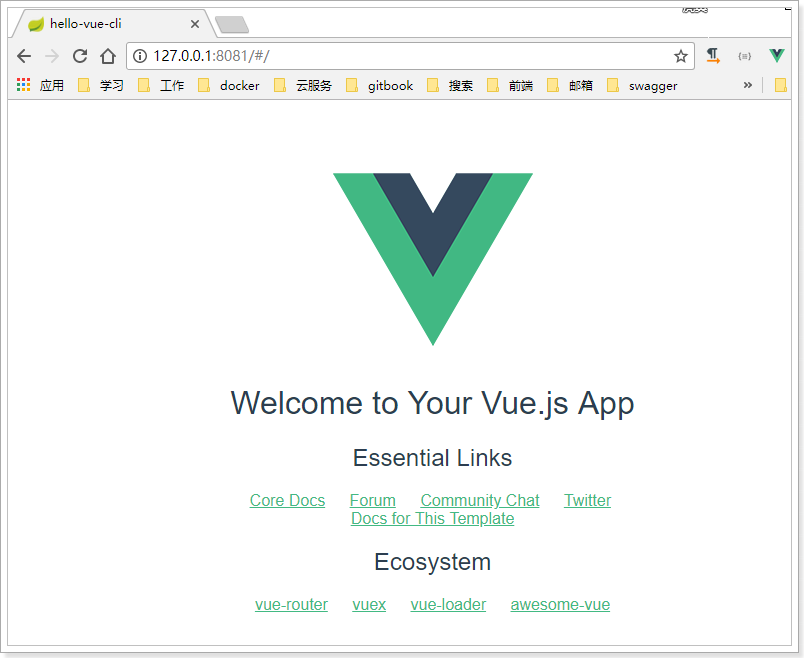 hello-vue-cli
127.0.0.1:8081/#/
应用 学习 工作 docker 云服务 gitbook 搜索 前端 邮箱 swagger »
Welcome to Your Vue.js App
Essential Links
Core Docs Forum Community Chat Twitter
Docs for This Template
Ecosystem
vue-router vuex vue-loader awesome-vue